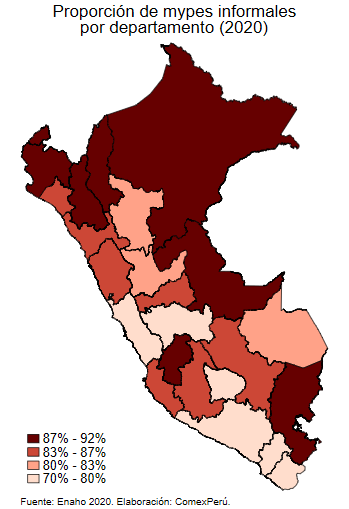 Proporción de mypes informales
por departamento (2020)
87% - 92%
83% - 87%
80% - 83%
70% - 80%
Fuente: Enaho 2020. Elaboración: ComexPerú.